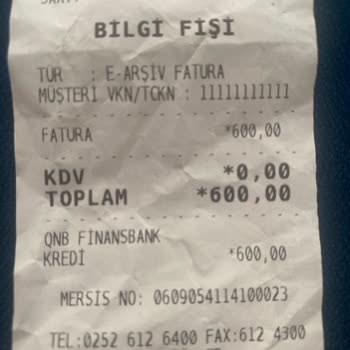 BİLGİ FİŞİ
TÜR : E-ARŞİV FATURA
MÜŞTERİ VKN/TCKN : 11111111111
FATURA *600,00
KDV *0,00
TOPLAM *600,00
QNB FİNANSBANK
KREDİ *600,00
MERSİS NO: 0609054114100023
TEL:0252 612 6400 FAX:612 4300